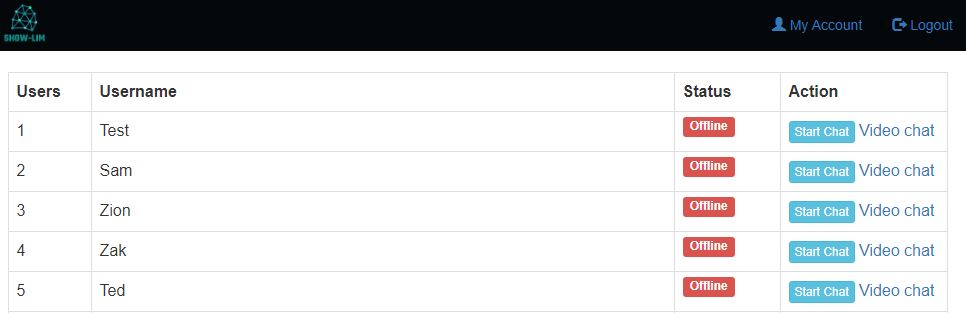 SHOW-LIM
My Account Logout
Users Username Status Action
1 Test Offline Start Chat Video chat
2 Sam Offline Start Chat Video chat
3 Zion Offline Start Chat Video chat
4 Zak Offline Start Chat Video chat
5 Ted Offline Start Chat Video chat